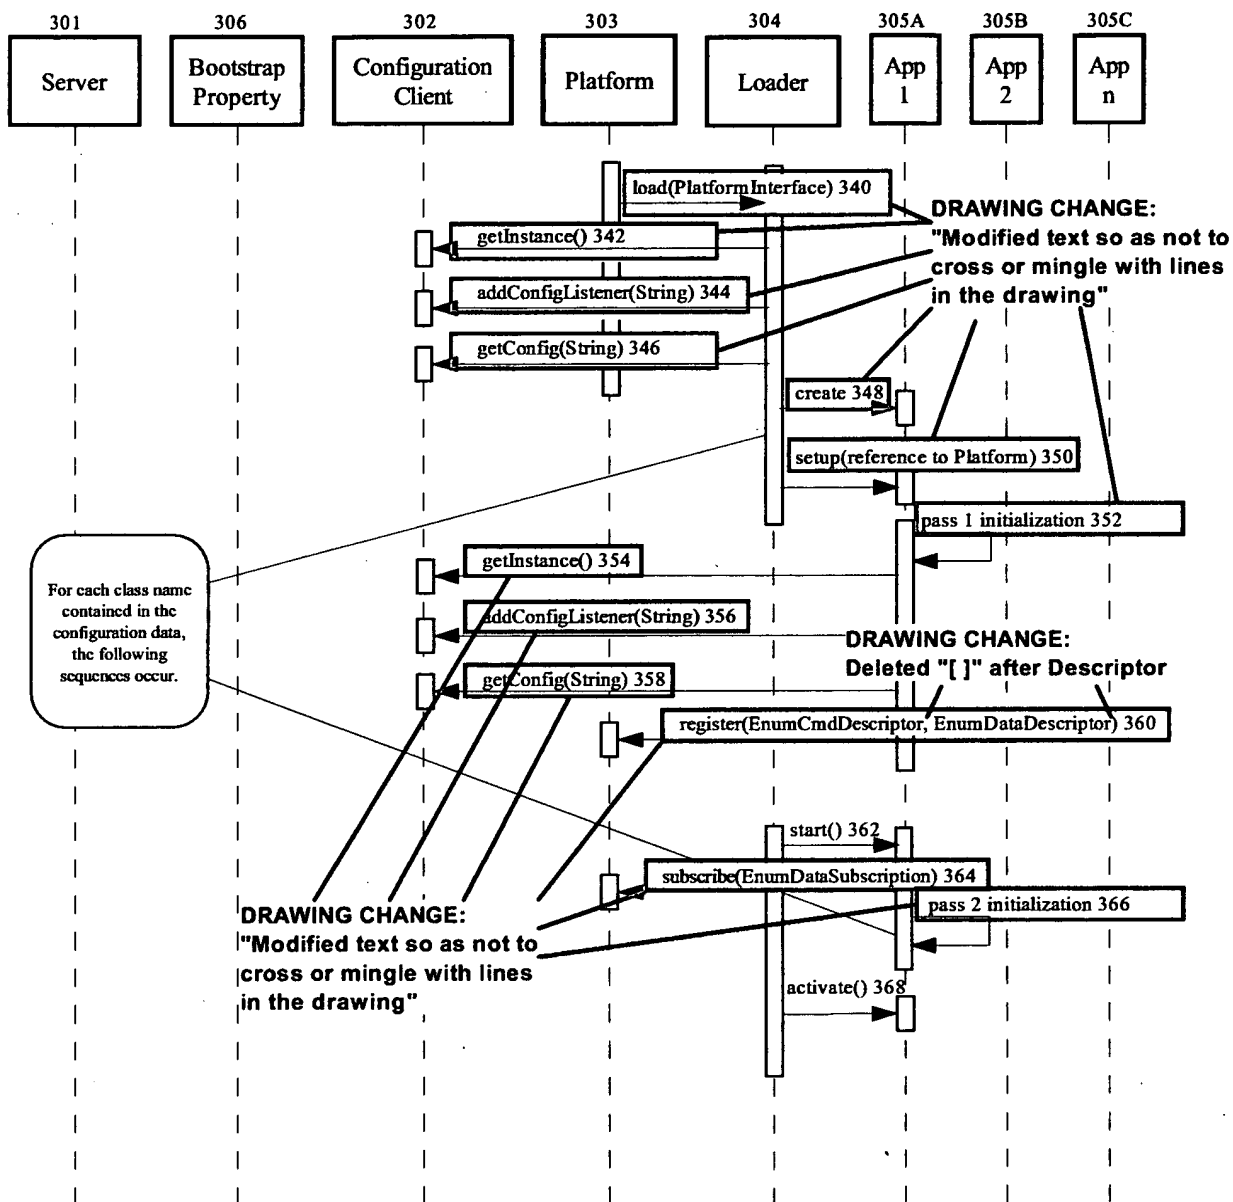 301 306 302 303 304 305A 305B 305C
Server
Bootstrap
Property
Configuration
Client
Platform
Loader
App
1
App
2
App
n
load(PlatformInterface) 340
DRAWING CHANGE:
"Modified text so as not to
cross or mingle with lines
in the drawing"
getInstance() 342
addConfigListener(String) 344
getConfig(String) 346
create 348
setup(reference to Platform) 350
pass 1 initialization 352
For each class name
contained in the
configuration data,
the following
sequences occur.
getInstance() 354
addConfigListener(String) 356
DRAWING CHANGE:
Deleted "[ ]" after Descriptor
getConfig(String) 358
register(EnumCmdDescriptor, EnumDataDescriptor) 360
start() 362
subscribe(EnumDataSubscription) 364
pass 2 initialization 366
DRAWING CHANGE:
"Modified text so as not to
cross or mingle with lines
in the drawing"
activate() 368